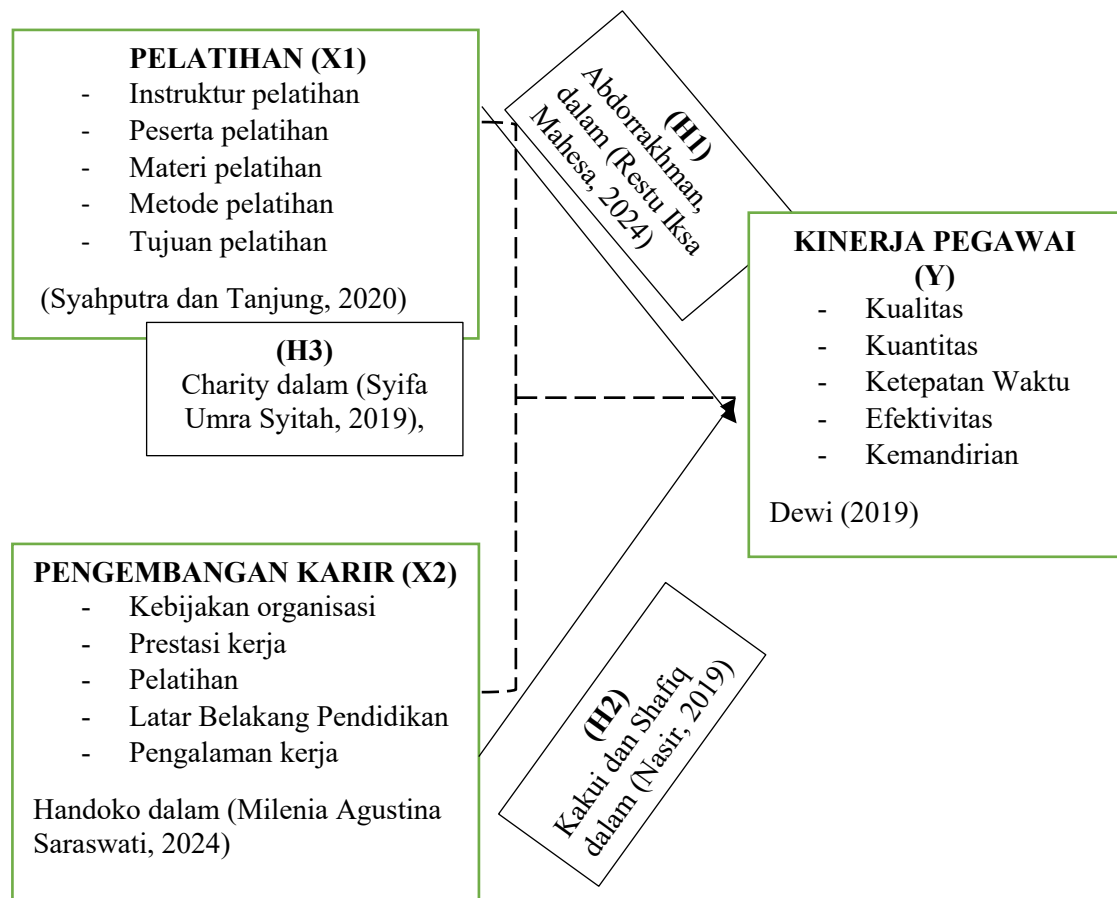 PELATIHAN (X1)
- Instruktur pelatihan
- Peserta pelatihan
- Materi pelatihan
- Metode pelatihan
- Tujuan pelatihan
(Syahputra dan Tanjung, 2020)
(H1)
Abdorrakhman,
dalam (Restu Iksa
Mahesa, 2024)
(H3)
Charity dalam (Syifa
Umra Syitah, 2019),
KINERJA PEGAWAI
(Y)
- Kualitas
- Kuantitas
- Ketepatan Waktu
- Efektivitas
- Kemandirian
Dewi (2019)
PENGEMBANGAN KARIR (X2)
- Kebijakan organisasi
- Prestasi kerja
- Pelatihan
- Latar Belakang Pendidikan
- Pengalaman kerja
Handoko dalam (Milenia Agustina
Saraswati, 2024)
(H2)
Kakui dan Shafiq
dalam (Nasir, 2019)